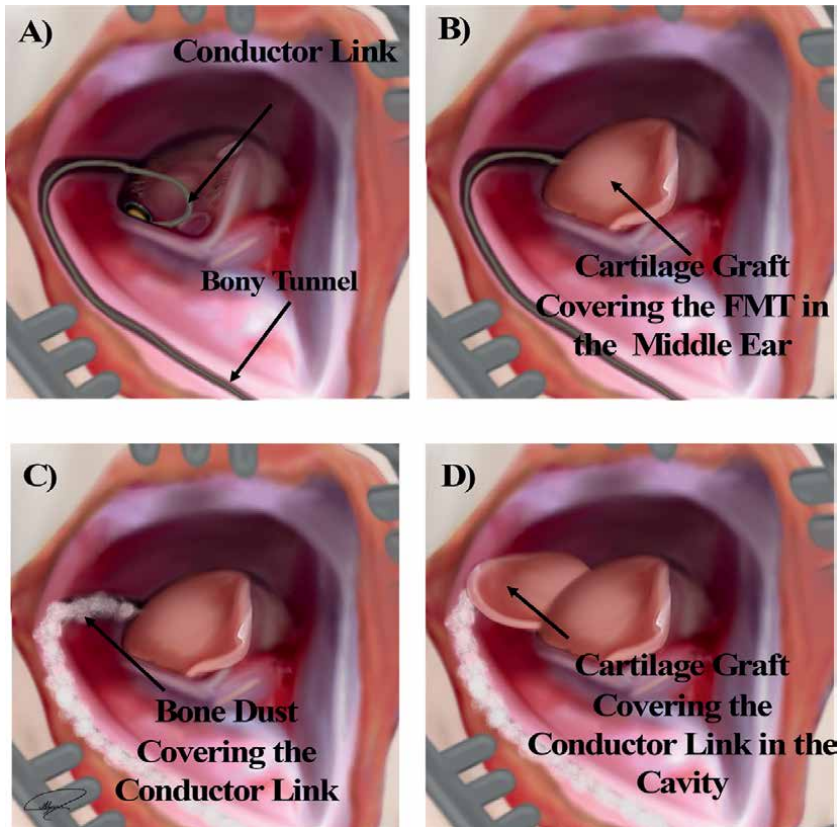 A)
Conductor
Link
Bony Tunnel
B)
Cartilage Graft
Covering the FMT in
the Middle Ear
C)
Bone Dust
Covering the
Conductor Link
D)
Cartilage Graft
Covering the
Conductor Link in the
Cavity